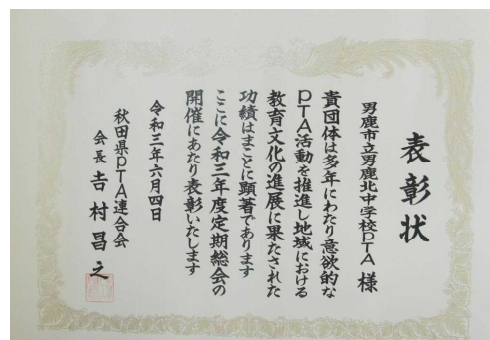 表彰状
男鹿市立男鹿北中学校PTA 様
貴団体は多年にわたり意欲的な
PTA活動を推進し地域における
教育文化の進展に果たされた
功績はまことに顕著であります
ここに令和三年度定期総会の
開催にあたり表彰いたします
令和三年六月四日
秋田県PTA連合会
会長 𠮷村昌之